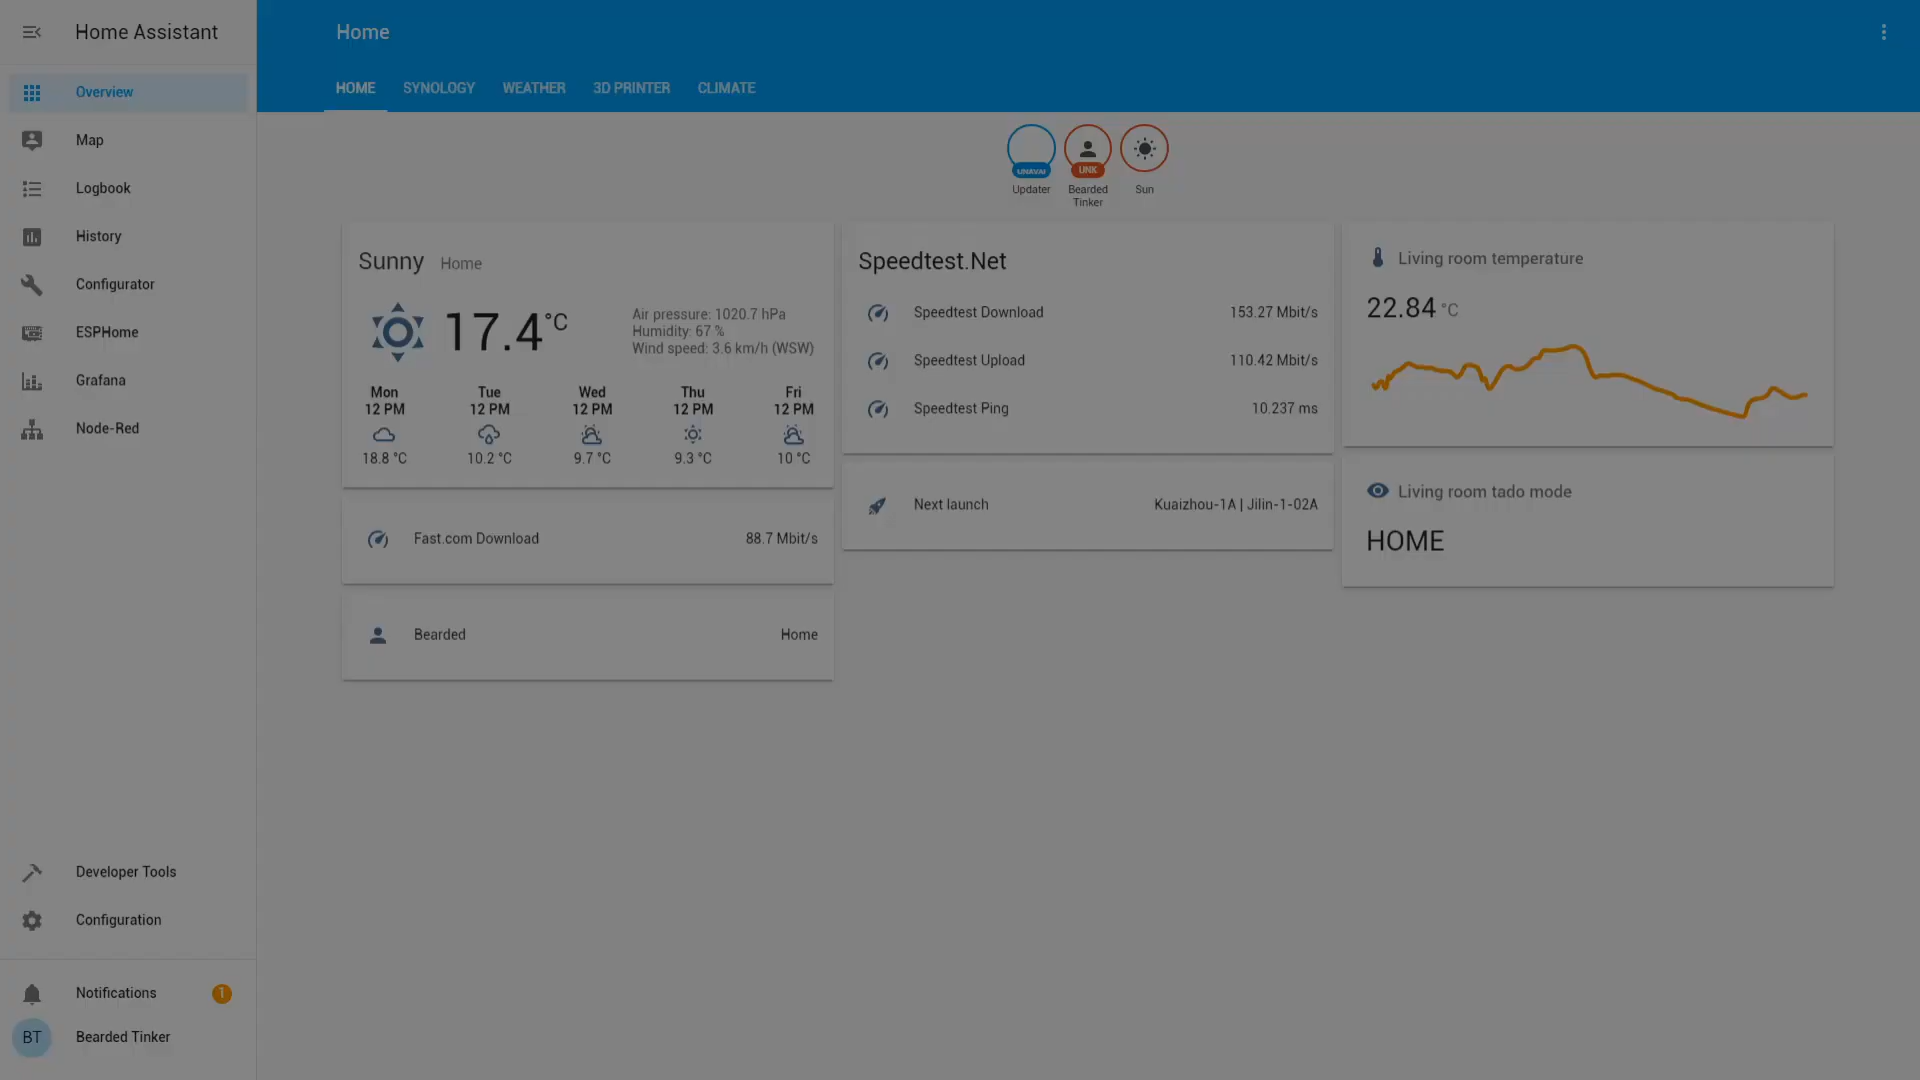 Home Assistant
Overview
Map
Logbook
History
Configurator
ESPHome
Grafana
Node-Red
Developer Tools
Configuration
Notifications
1
BT
Bearded Tinker
Home
HOME SYNOLOGY WEATHER 3D PRINTER CLIMATE
UNAVAI
Updater
UNK
Bearded
Tinker
Sun
Sunny Home
17.4 °C
Air pressure: 1020.7 hPa
Humidity: 67 %
Wind speed: 3.6 km/h (WSW)
Mon Tue Wed Thu Fri
12 PM 12 PM 12 PM 12 PM 12 PM
18.8 °C 10.2 °C 9.7 °C 9.3 °C 10 °C
Fast.com Download 88.7 Mbit/s
Bearded Home
Speedtest.Net
Speedtest Download 153.27 Mbit/s
Speedtest Upload 110.42 Mbit/s
Speedtest Ping 10.237 ms
Next launch Kuaizhou-1A | Jilin-1-02A
Living room temperature
22.84 °C
Living room tado mode
HOME